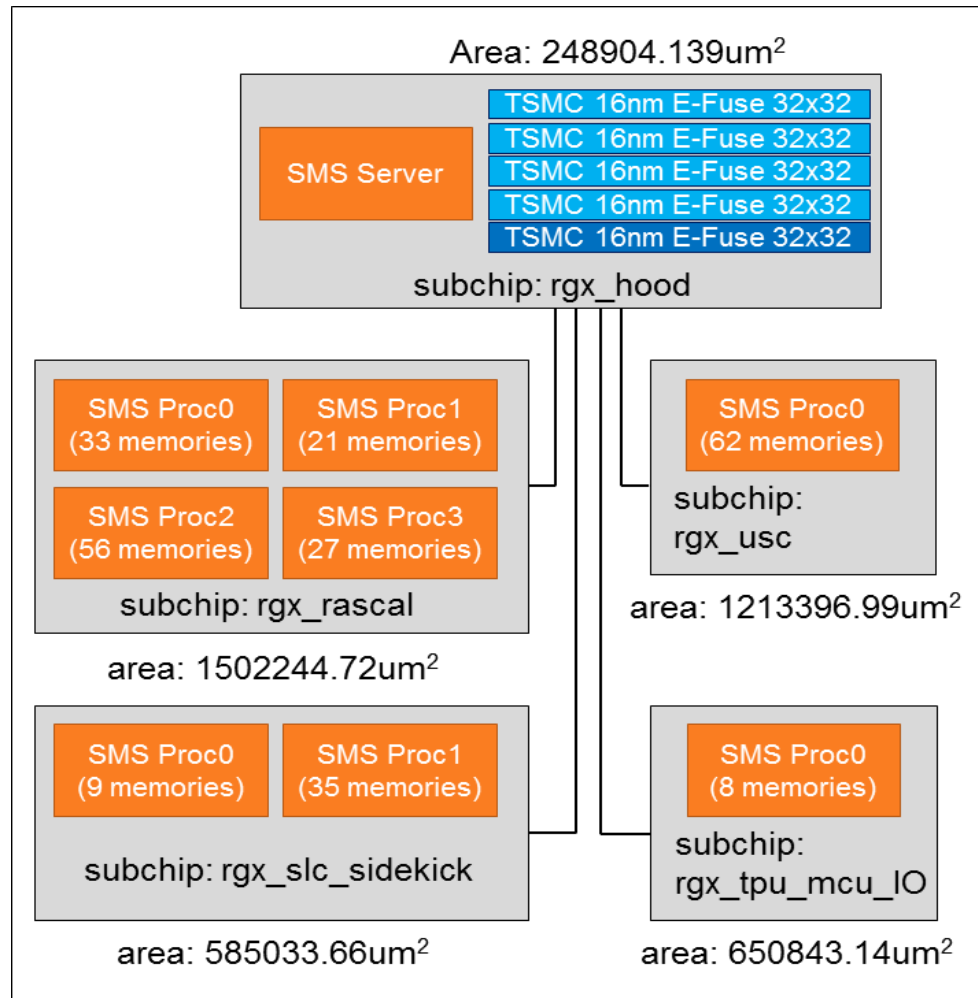 Area: 248904.139um²
SMS Server
TSMC 16nm E-Fuse 32x32
TSMC 16nm E-Fuse 32x32
TSMC 16nm E-Fuse 32x32
TSMC 16nm E-Fuse 32x32
TSMC 16nm E-Fuse 32x32
subchip: rgx_hood
SMS Proc0
(33 memories)
SMS Proc1
(21 memories)
SMS Proc2
(56 memories)
SMS Proc3
(27 memories)
subchip: rgx_rascal
area: 1502244.72um²
SMS Proc0
(62 memories)
subchip:
rgx_usc
area: 1213396.99um²
SMS Proc0
(9 memories)
SMS Proc1
(35 memories)
subchip: rgx_slc_sidekick
area: 585033.66um²
SMS Proc0
(8 memories)
subchip:
rgx_tpu_mcu_IO
area: 650843.14um²